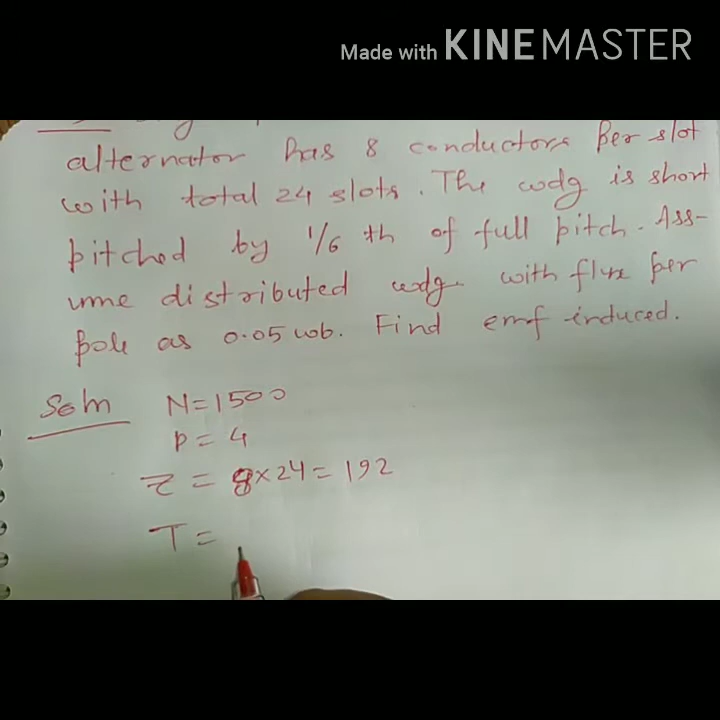 Made with KINEMASTER
alternator has 8 conductors Per slot
with total 24 slots. The wdg is short
pitched by 1/6 th of full pitch. Ass-
ume distributed wdg. with flux per
pole as 0.05 wb. Find emf induced.
Soln N=1500
P = 4
Z = 8×24 = 192
T =